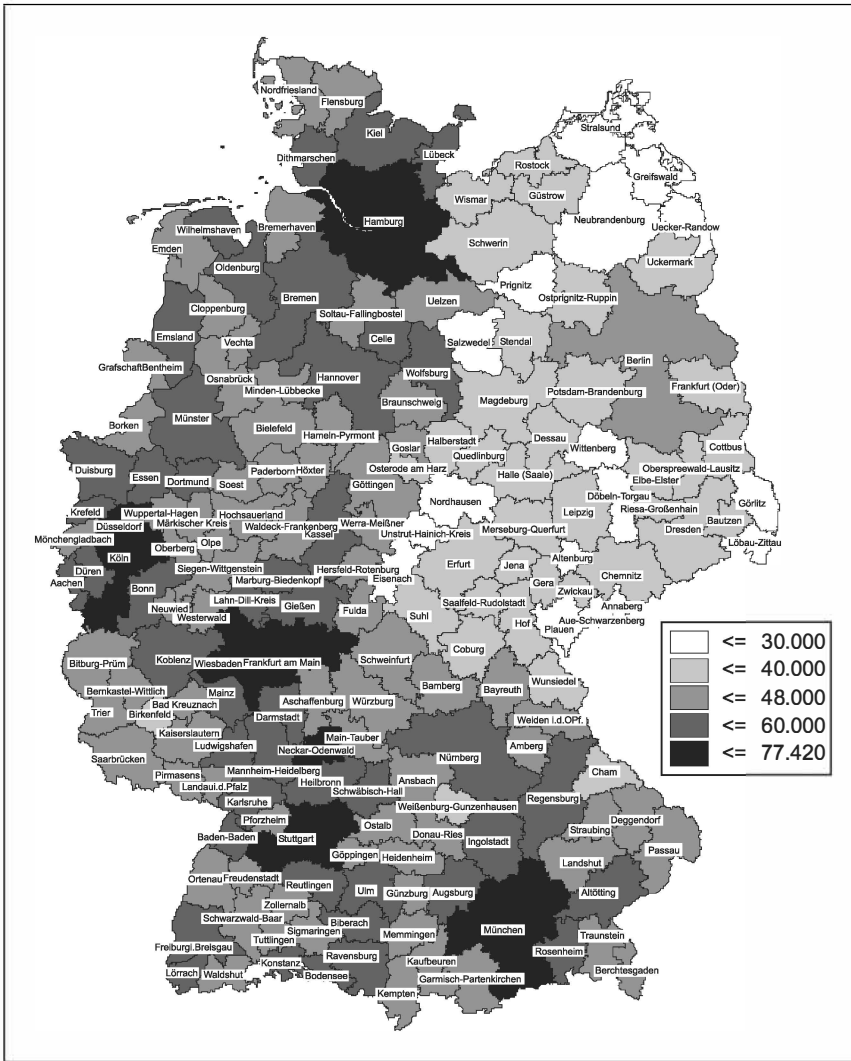 Nordfriesland
Flensburg
Stralsund
Kiel
Dithmarschen
Lübeck
Rostock
Greifswald
Wismar
Güstrow
Hamburg
Neubrandenburg
Wilhelmshaven
Bremerhaven
Uecker-Randow
Emden
Schwerin
Uckermark
Oldenburg
Prignitz
Bremen
Uelzen
Ostprignitz-Ruppin
Cloppenburg
Soltau-Fallingbostel
Emsland
Celle
Salzwedel
Stendal
Vechta
Berlin
GrafschaftBentheim
Osnabrück
Hannover
Wolfsburg
Frankfurt (Oder)
Minden-Lübbecke
Potsdam-Brandenburg
Braunschweig
Magdeburg
Münster
Borken
Bielefeld
Hameln-Pyrmont
Dessau
Goslar
Halberstadt
Wittenberg
Cottbus
Quedlinburg
Duisburg
Essen
Paderborn
Höxter
Osterode am Harz
Oberspreewald-Lausitz
Dortmund
Soest
Göttingen
Halle (Saale)
Elbe-Elster
Nordhausen
Döbeln-Torgau
Görlitz
Krefeld
Wuppertal-Hagen
Hochsauerland
Leipzig
Riesa-Großenhain
Düsseldorf
Märkischer Kreis
Waldeck-Frankenberg
Werra-Meißner
Bautzen
Merseburg-Querfurt
Dresden
Mönchengladbach
Kassel
Unstrut-Hainich-Kreis
Oberberg
Olpe
Löbau-Zittau
Köln
Altenburg
Düren
Siegen-Wittgenstein
Hersfeld-Rotenburg
Erfurt
Jena
Chemnitz
Aachen
Marburg-Biedenkopf
Eisenach
Gera
Bonn
Zwickau
Lahn-Dill-Kreis
Saalfeld-Rudolstadt
Annaberg
Neuwied
Gießen
Fulda
Suhl
Westerwald
Hof
Aue-Schwarzenberg
Plauen
Coburg
Koblenz
Schweinfurt
Bitburg-Prüm
Wiesbaden
Frankfurt am Main
Wunsiedel
Bamberg
Bayreuth
Bernkastel-Wittlich
Mainz
Bad Kreuznach
Aschaffenburg
Würzburg
Trier
Birkenfeld
Darmstadt
Weiden i.d.OPf.
Kaiserslautern
Main-Tauber
Ludwigshafen
Neckar-Odenwald
Amberg
Saarbrücken
Nürnberg
Pirmasens
Mannheim-Heidelberg
Cham
Landaui.d.Pfalz
Heilbronn
Ansbach
Schwäbisch-Hall
Regensburg
Karlsruhe
Weißenburg-Gunzenhausen
Pforzheim
Ostalb
Deggendorf
Baden-Baden
Stuttgart
Donau-Ries
Straubing
Ingolstadt
Göppingen
Heidenheim
Passau
Landshut
Ortenau
Freudenstadt
Reutlingen
Ulm
Günzburg
Augsburg
Altötting
Zollernalb
Schwarzwald-Baar
Biberach
Sigmaringen
Memmingen
München
Traunstein
Tuttlingen
Freiburgi.Breisgau
Rosenheim
Ravensburg
Kaufbeuren
Konstanz
Lörrach
Waldshut
Bodensee
Garmisch-Partenkirchen
Berchtesgaden
Kempten
<= 30.000
<= 40.000
<= 48.000
<= 60.000
<= 77.420